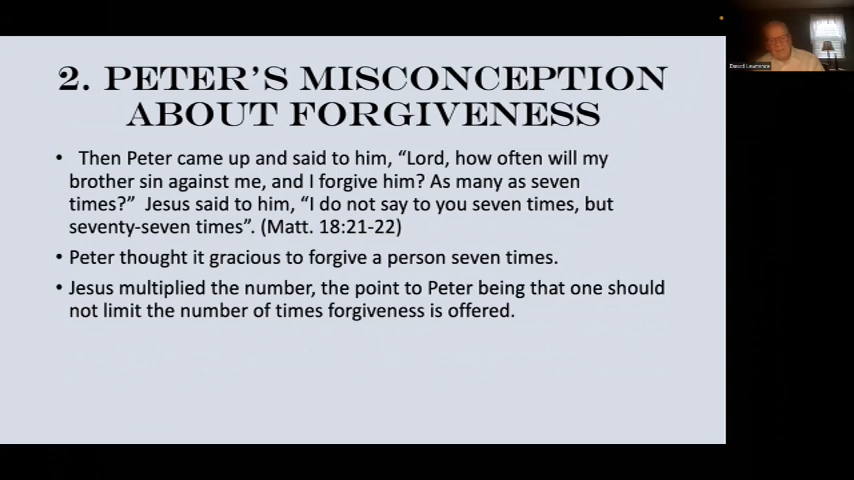 2. PETER'S MISCONCEPTION
ABOUT FORGIVENESS
• Then Peter came up and said to him, “Lord, how often will my
brother sin against me, and I forgive him? As many as seven
times?” Jesus said to him, “I do not say to you seven times, but
seventy-seven times”. (Matt. 18:21-22)
• Peter thought it gracious to forgive a person seven times.
• Jesus multiplied the number, the point to Peter being that one should
not limit the number of times forgiveness is offered.
Lawrence